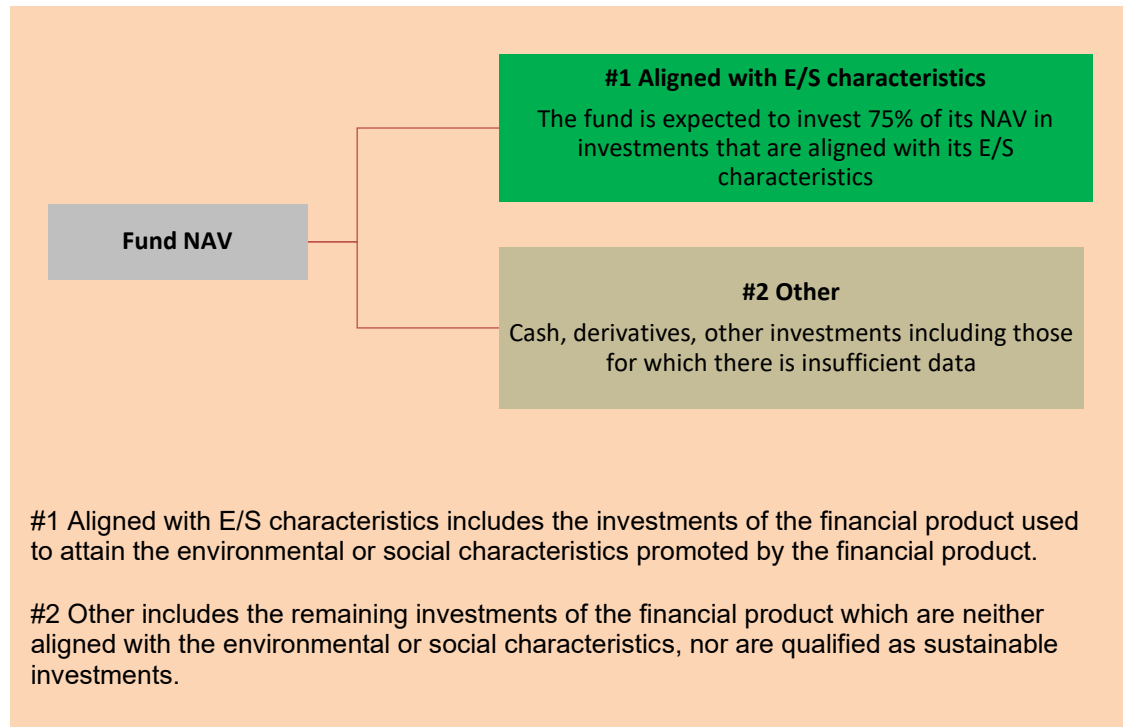 #1 Aligned with E/S characteristics
The fund is expected to invest 75% of its NAV in
investments that are aligned with its E/S
characteristics
Fund NAV
#2 Other
Cash, derivatives, other investments including those
for which there is insufficient data
#1 Aligned with E/S characteristics includes the investments of the financial product used
to attain the environmental or social characteristics promoted by the financial product.
#2 Other includes the remaining investments of the financial product which are neither
aligned with the environmental or social characteristics, nor are qualified as sustainable
investments.